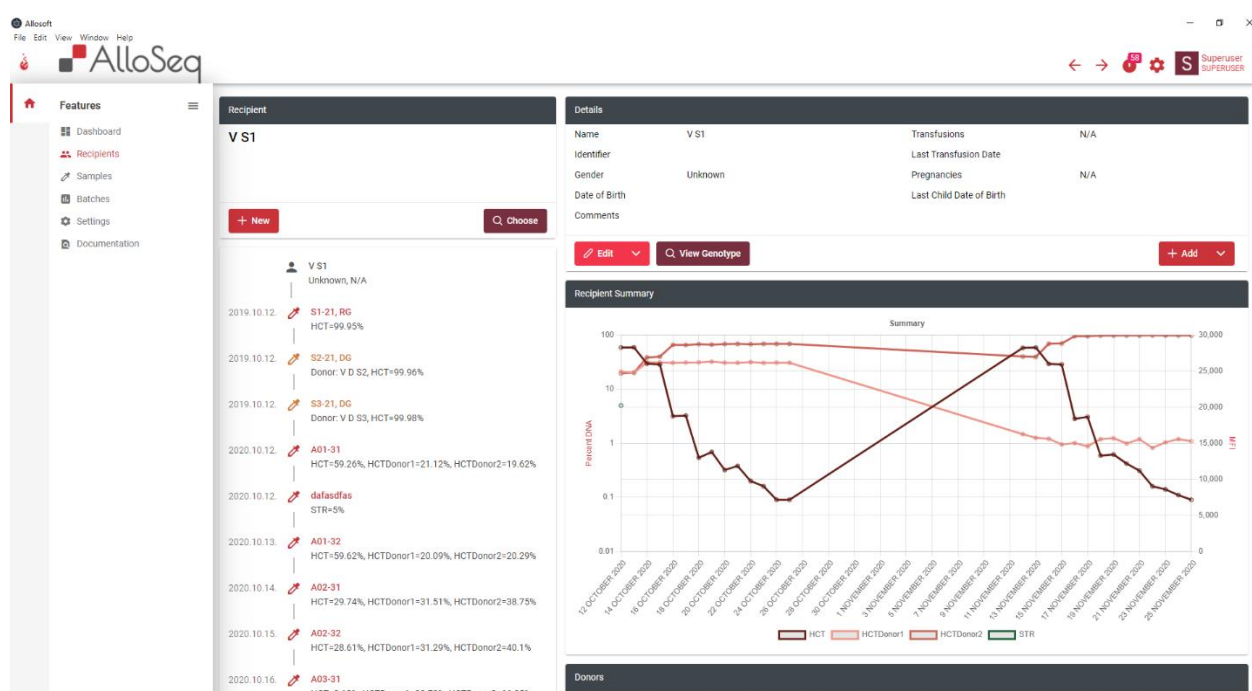 Allosoft
File Edit View Window Help
AlloSeq
58
S
Superuser
SUPERUSER
Features
Dashboard
Recipients
Samples
Batches
Settings
Documentation
Recipient
V S1
+ New
Choose
V S1
Unknown, N/A
2019.10.12. S1-21, RG
HCT=99.95%
2019.10.12. S2-21, DG
Donor: V D S2, HCT=99.96%
2019.10.12. S3-21, DG
Donor: V D S3, HCT=99.98%
2020.10.12. A01-31
HCT=59.26%, HCTDonor1=21.12%, HCTDonor2=19.62%
2020.10.12. dafasdfas
STR=5%
2020.10.13. A01-32
HCT=59.62%, HCTDonor1=20.09%, HCTDonor2=20.29%
2020.10.14. A02-31
HCT=29.74%, HCTDonor1=31.51%, HCTDonor2=38.75%
2020.10.15. A02-32
HCT=28.61%, HCTDonor1=31.29%, HCTDonor2=40.1%
2020.10.16. A03-31
Details
Name V S1 Transfusions N/A
Identifier Last Transfusion Date
Gender Unknown Pregnancies N/A
Date of Birth Last Child Date of Birth
Comments
Edit
View Genotype
+ Add
Recipient Summary
Summary
Percent DNA
100
10
1
0.1
0.01
30,000
25,000
20,000
15,000
10,000
5,000
0
MFI
12 OCTOBER 2020
14 OCTOBER 2020
16 OCTOBER 2020
18 OCTOBER 2020
20 OCTOBER 2020
22 OCTOBER 2020
24 OCTOBER 2020
26 OCTOBER 2020
28 OCTOBER 2020
30 OCTOBER 2020
1 NOVEMBER 2020
3 NOVEMBER 2020
5 NOVEMBER 2020
7 NOVEMBER 2020
9 NOVEMBER 2020
11 NOVEMBER 2020
13 NOVEMBER 2020
15 NOVEMBER 2020
17 NOVEMBER 2020
19 NOVEMBER 2020
21 NOVEMBER 2020
23 NOVEMBER 2020
25 NOVEMBER 2020
HCT HCTDonor1 HCTDonor2 STR
Donors